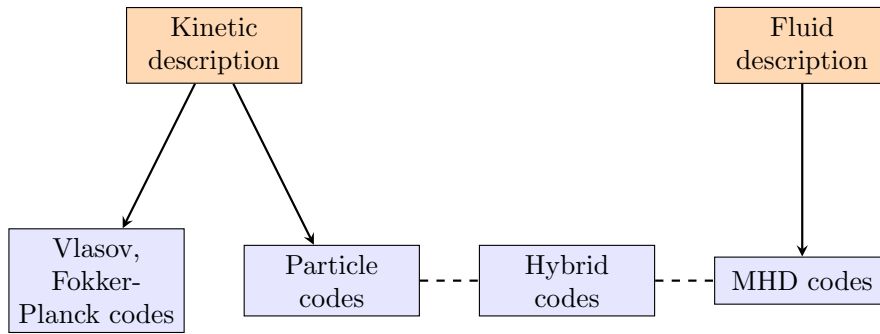 Kinetic
description
Fluid
description
Vlasov,
Fokker-
Planck codes
Particle
codes
Hybrid
codes
MHD codes